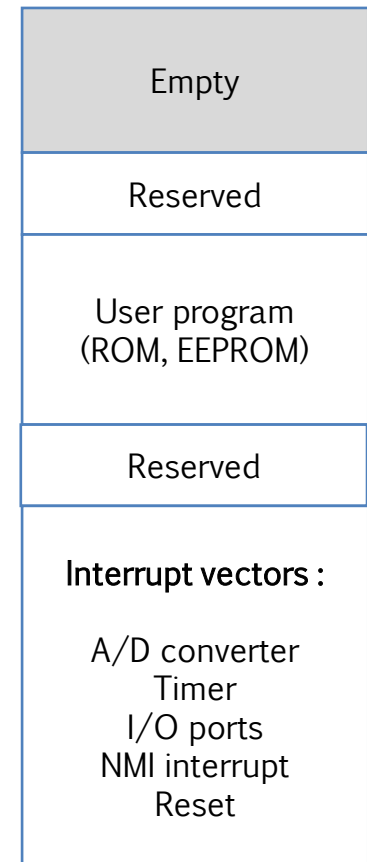 Empty
Reserved
User program
(ROM, EEPROM)
Reserved
Interrupt vectors :
A/D converter
Timer
I/O ports
NMI interrupt
Reset